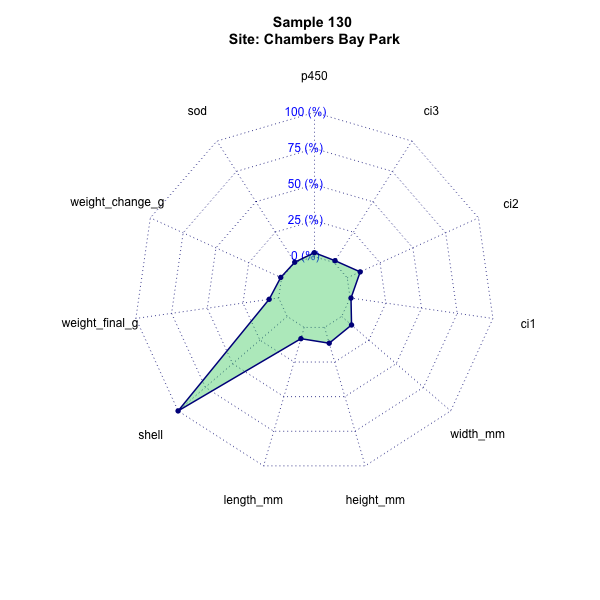 Sample 130
Site: Chambers Bay Park
p450
100 (%)
sod
ci3
75 (%)
50 (%)
weight_change_g
ci2
25 (%)
0 (%)
weight_final_g
ci1
shell
width_mm
length_mm
height_mm